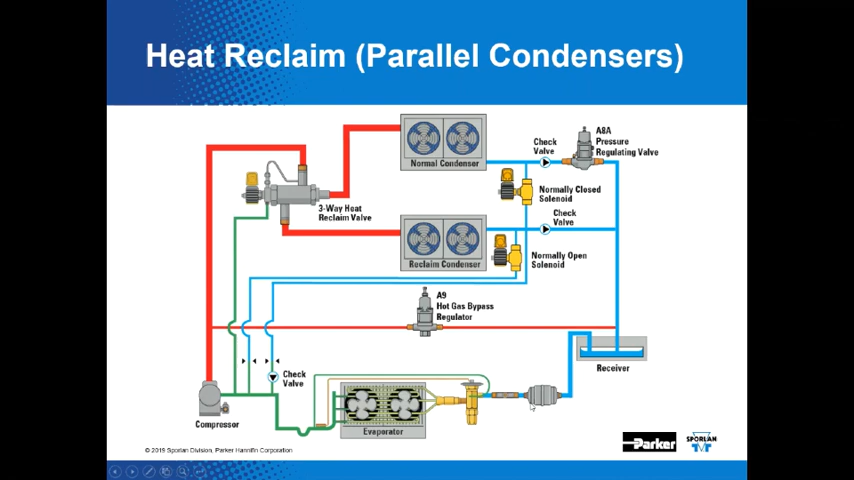 Heat Reclaim (Parallel Condensers)
Normal Condenser
Check
Valve
A8A
Pressure
Regulating Valve
Normally Closed
Solenoid
3-Way Heat
Reclaim Valve
Check
Valve
Reclaim Condenser
Normally Open
Solenoid
A9
Hot Gas Bypass
Regulator
Receiver
Check
Valve
Compressor
Evaporator
Parker
SPORLAN
© 2019 Sporlan Division, Parker Hannifin Corporation